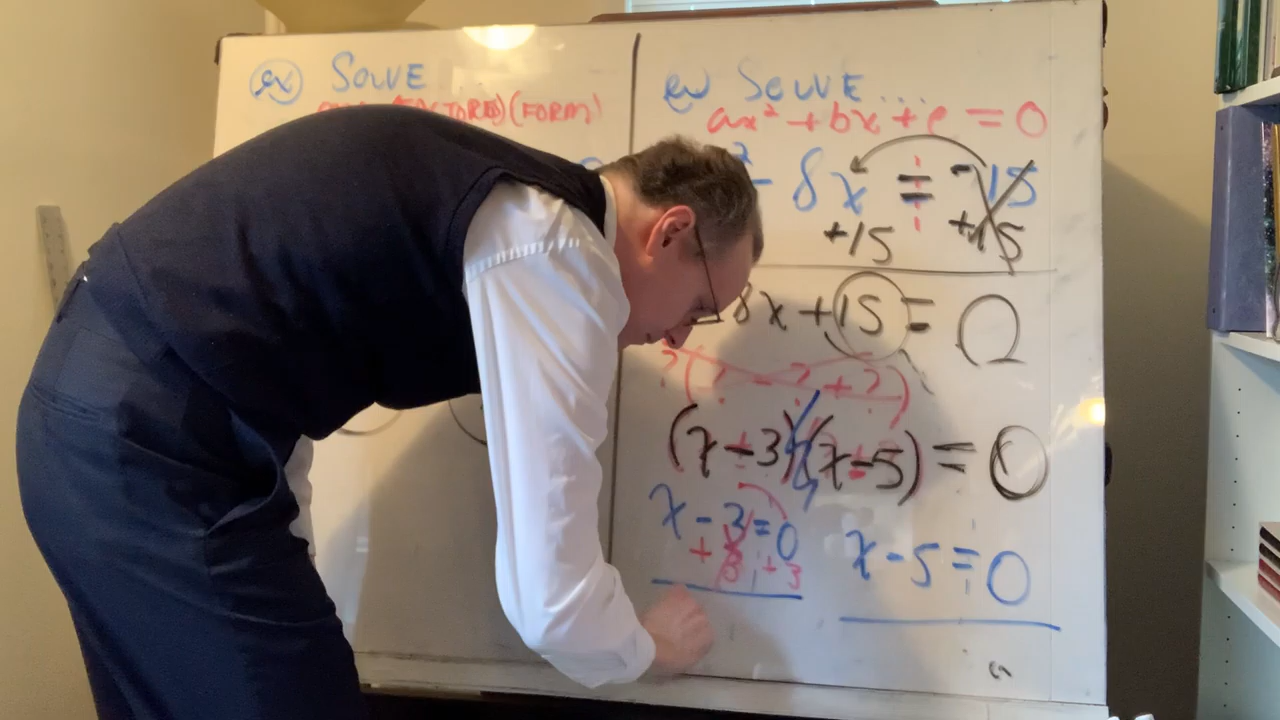 ex SOLVE
(FORM)
ex SOLVE...
ax² + bx + c = 0
² - 8x = -15
+15 +15
8x + 15 = 0
?(? - ? + ?)
(x - 3)(x - 5) = 0
x - 3 = 0
+ 3 + 3
x - 5 = 0